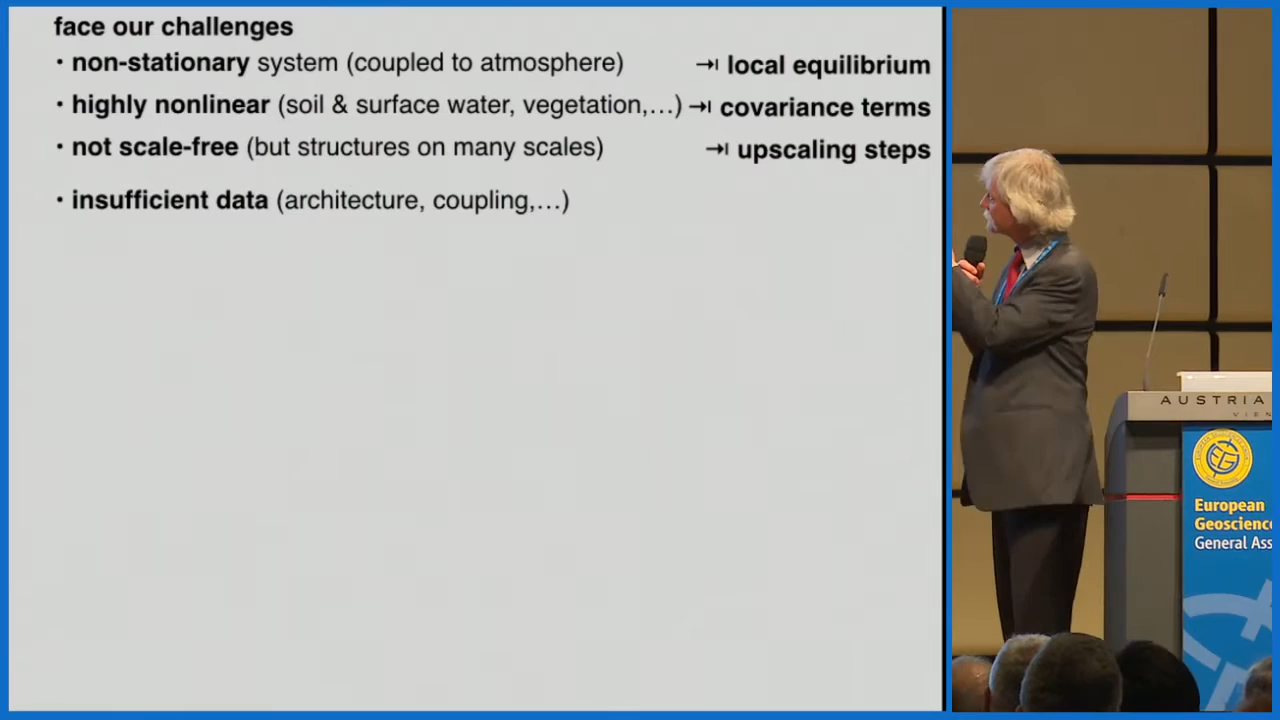 face our challenges
• non-stationary system (coupled to atmosphere) ⇥ local equilibrium
• highly nonlinear (soil & surface water, vegetation,…) ⇥ covariance terms
• not scale-free (but structures on many scales) ⇥ upscaling steps
• insufficient data (architecture, coupling,…)
AUSTRIA
VIEN
European
Geoscienc
General Ass